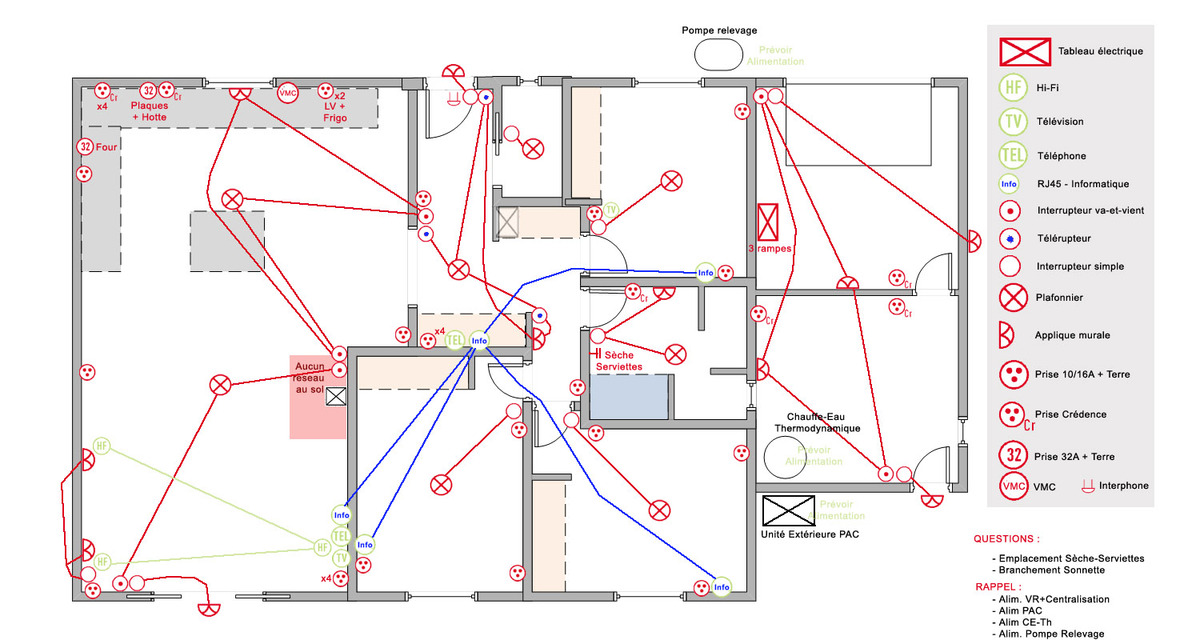 Pompe relevage
Prévoir
Alimentation
Cr
x4
32
Plaques
+ Hotte
Cr
VMC
x2
LV +
Frigo
32 Four
TV
3 rampes
Info
Cr
Cr
Cr
Cr
x4
TEL
Info
Sèche
Serviettes
Aucun
réseau
au sol
Chauffe-Eau
Thermodynamique
Prévoir
Alimentation
HF
HF
HF
Info
TEL
TV
Info
x4
Info
Prévoir
Alimentation
Unité Extérieure PAC
Tableau électrique
HF Hi-Fi
TV Télévision
TEL Téléphone
Info RJ45 - Informatique
Interrupteur va-et-vient
Télérupteur
Interrupteur simple
Plafonnier
Applique murale
Prise 10/16A + Terre
Cr Prise Crédence
32 Prise 32A + Terre
VMC VMC
Interphone
QUESTIONS :
- Emplacement Sèche-Serviettes
- Branchement Sonnette
RAPPEL :
- Alim. VR+Centralisation
- Alim PAC
- Alim CE-Th
- Alim. Pompe Relevage